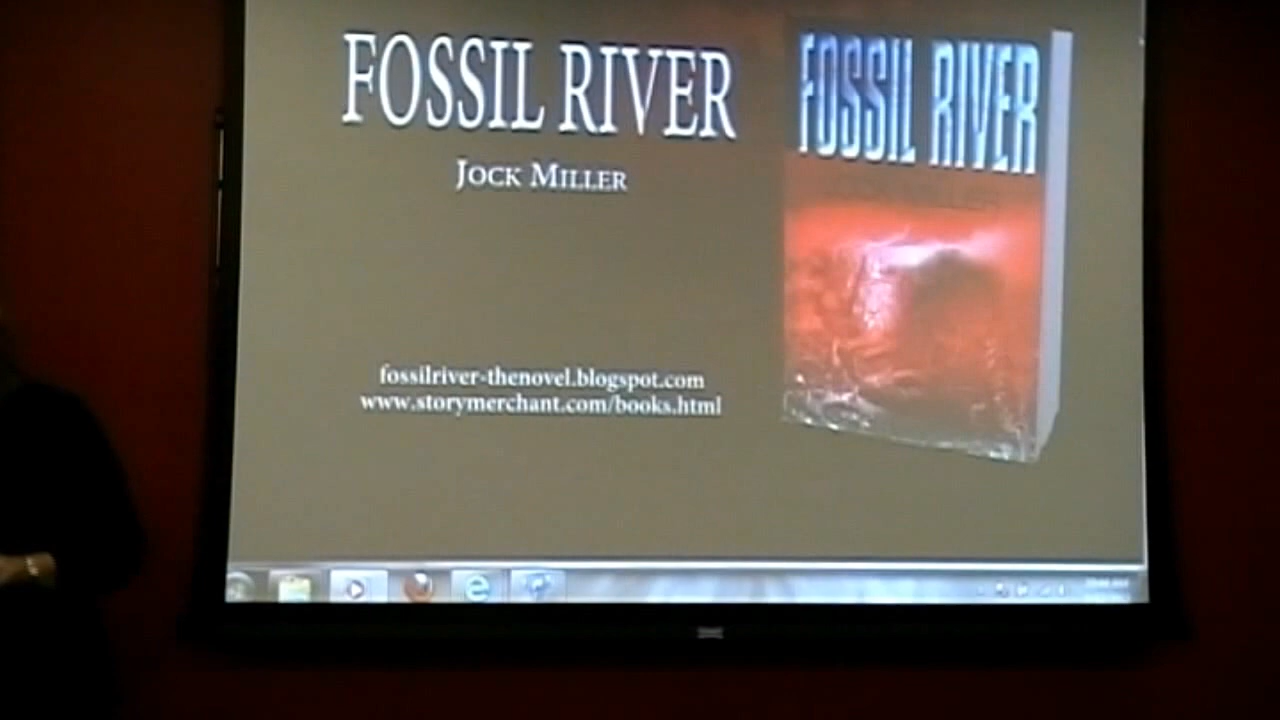 FOSSIL RIVER
JOCK MILLER
fossilriver-thenovel.blogspot.com
www.storymerchant.com/books.html
FOSSIL RIVER